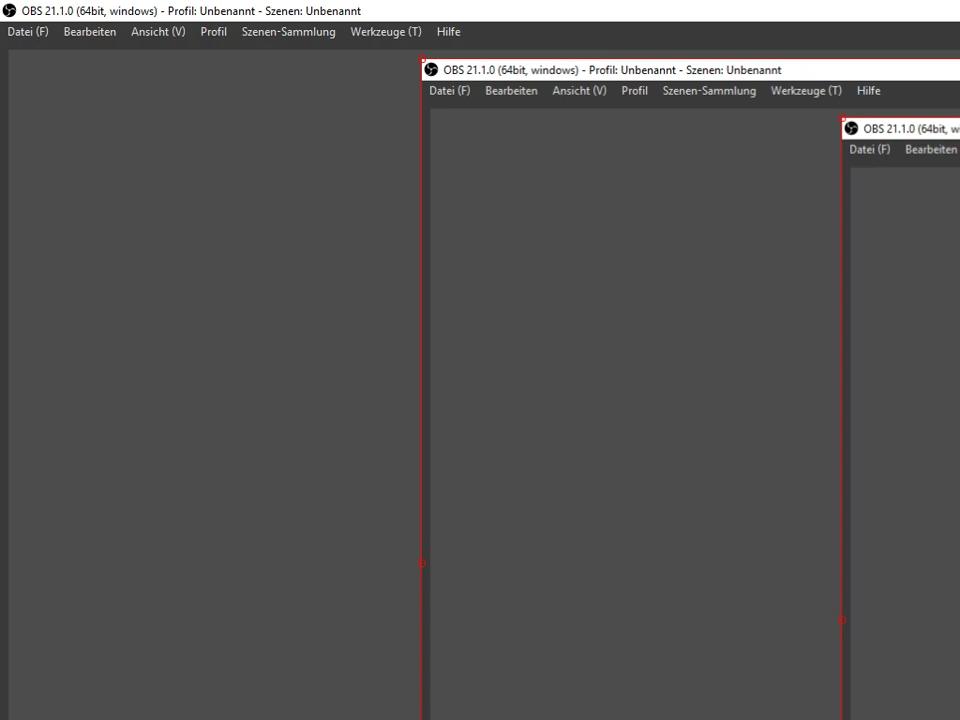 OBS 21.1.0 (64bit, windows) - Profil: Unbenannt - Szenen: Unbenannt
Datei (F) Bearbeiten Ansicht (V) Profil Szenen-Sammlung Werkzeuge (T) Hilfe
OBS 21.1.0 (64bit, windows) - Profil: Unbenannt - Szenen: Unbenannt
Datei (F) Bearbeiten Ansicht (V) Profil Szenen-Sammlung Werkzeuge (T) Hilfe
OBS 21.1.0 (64bit, w
Datei (F) Bearbeiten